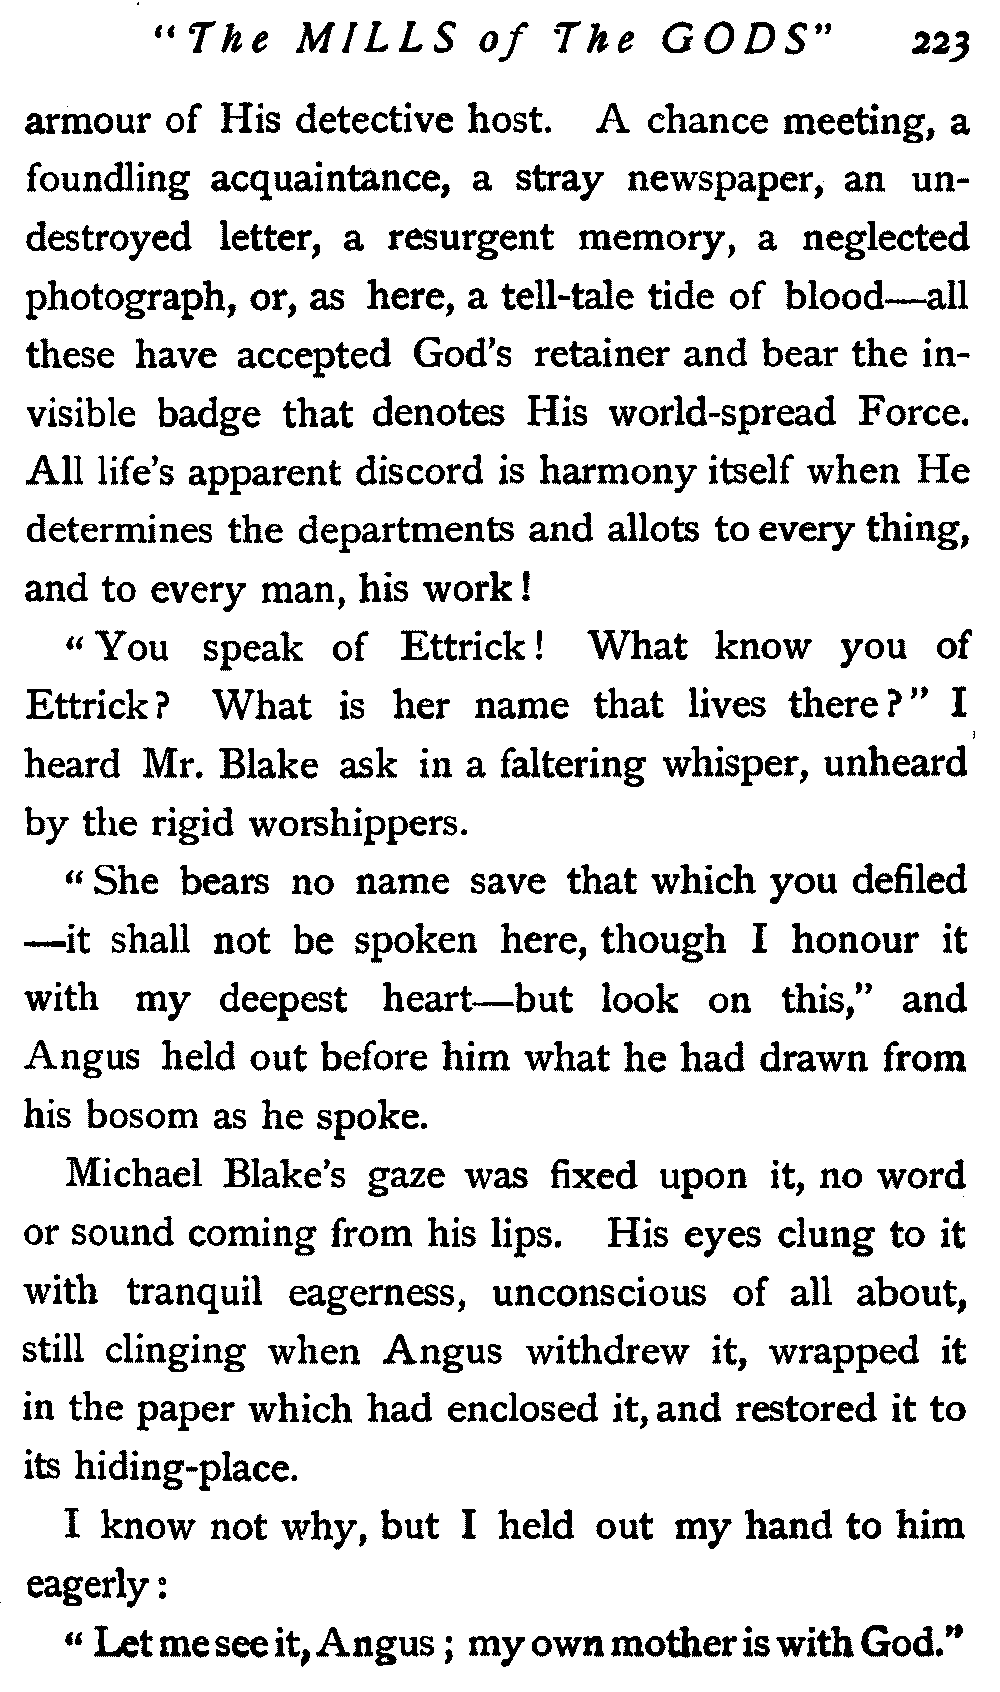 "The MILLS of The GODS" 223
armour of His detective host. A chance meeting, a
foundling acquaintance, a stray newspaper, an un-
destroyed letter, a resurgent memory, a neglected
photograph, or, as here, a tell-tale tide of blood—all
these have accepted God's retainer and bear the in-
visible badge that denotes His world-spread Force.
All life's apparent discord is harmony itself when He
determines the departments and allots to every thing,
and to every man, his work!
"You speak of Ettrick! What know you of
Ettrick? What is her name that lives there?" I
heard Mr. Blake ask in a faltering whisper, unheard
by the rigid worshippers.
"She bears no name save that which you defiled
—it shall not be spoken here, though I honour it
with my deepest heart—but look on this," and
Angus held out before him what he had drawn from
his bosom as he spoke.
Michael Blake's gaze was fixed upon it, no word
or sound coming from his lips. His eyes clung to it
with tranquil eagerness, unconscious of all about,
still clinging when Angus withdrew it, wrapped it
in the paper which had enclosed it, and restored it to
its hiding-place.
I know not why, but I held out my hand to him
eagerly:
"Let me see it, Angus; my own mother is with God."